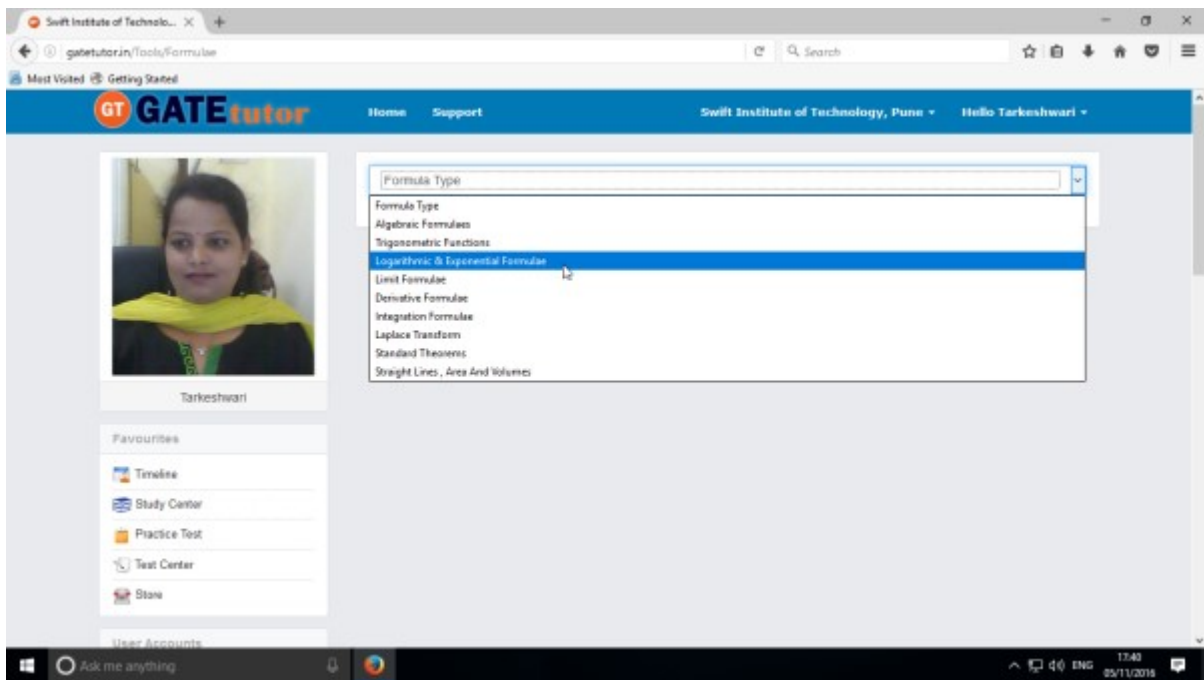 Swift Institute of Technolo...
gatetutor.in/Tools/Formulae
Search
Most Visited Getting Started
GT GATEtutor Home Support Swift Institute of Technology, Pune Hello Tarkeshwari
Formula Type
Formula Type
Algebraic Formulaes
Trigonometric Functions
Logarithmic & Exponential Formulae
Limit Formulae
Derivative Formulae
Integration Formulae
Laplace Transform
Standard Theorems
Straight Lines , Area And Volumes
Tarkeshwari
Favourites
Timeline
Study Center
Practice Test
Test Center
Store
User Accounts
Ask me anything
ENG
17:40
05/11/2016